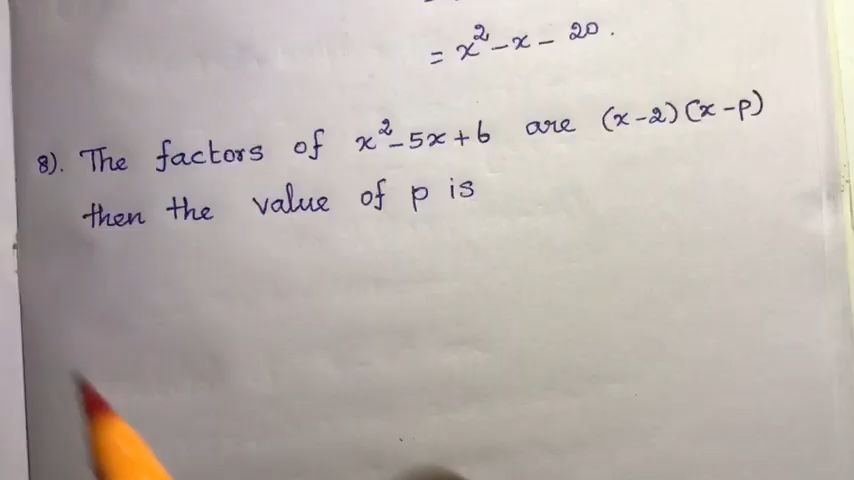 = x² - x - 20.
8). The factors of x² - 5x + 6 are (x - 2) (x - p)
then the value of p is